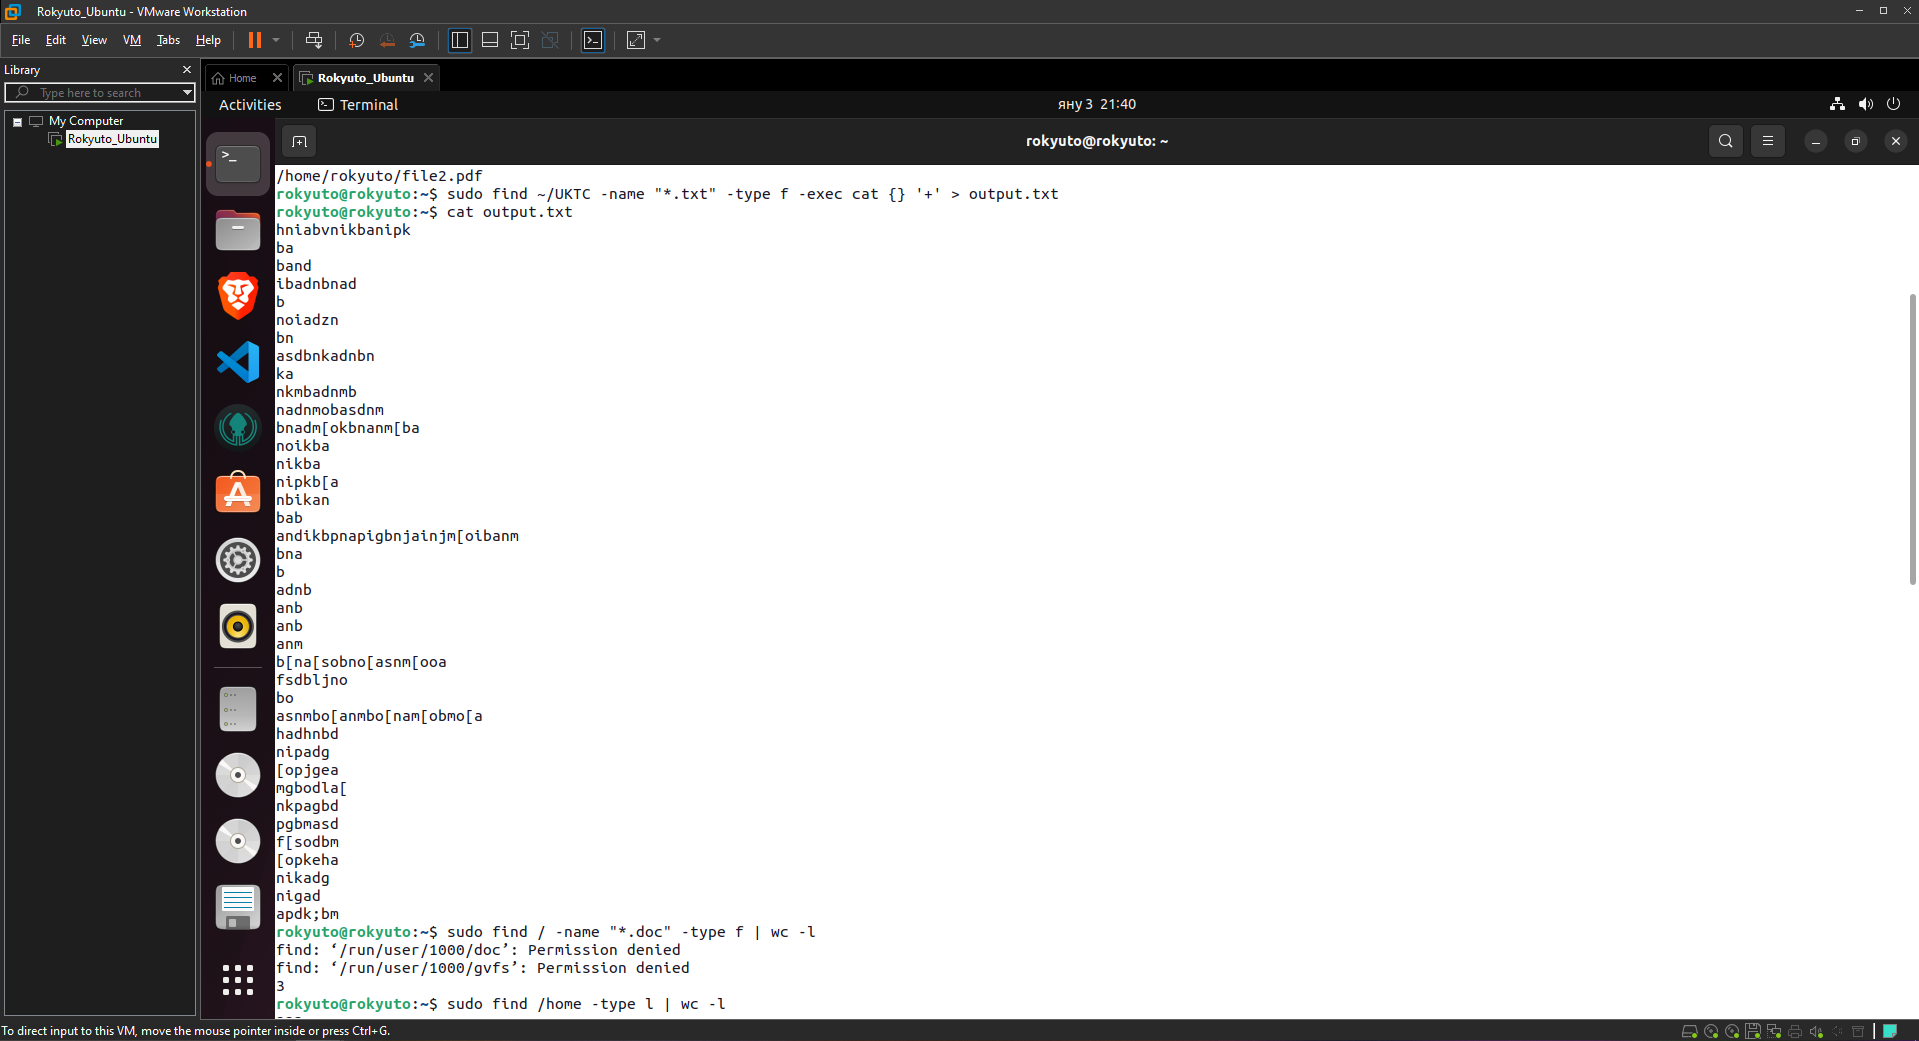 Rokyuto_Ubuntu - VMware Workstation
File Edit View VM Tabs Help
Library
Type here to search
My Computer
Rokyuto_Ubuntu
Home
Rokyuto_Ubuntu
Activities
Terminal
яну 3 21:40
rokyuto@rokyuto: ~
/home/rokyuto/file2.pdf
rokyuto@rokyuto:~$ sudo find ~/UKTC -name "*.txt" -type f -exec cat {} '+' > output.txt
rokyuto@rokyuto:~$ cat output.txt
hniabvnikbanipk
ba
band
ibadnbnad
b
noiadzn
bn
asdbnkadnbn
ka
nkmbadnmb
nadnmobasdnm
bnadm[okbnanm[ba
noikba
nikba
nipkb[a
nbikan
bab
andikbpnapigbnjainjm[oibanm
bna
b
adnb
anb
anb
anm
b[na[sobno[asnm[ooa
fsdbljno
bo
asnmbo[anmbo[nam[obmo[a
hadhnbd
nipadg
[opjgea
mgbodla[
nkpagbd
pgbmasd
f[sodbm
[opkeha
nikadg
nigad
apdk;bm
rokyuto@rokyuto:~$ sudo find / -name "*.doc" -type f | wc -l
find: ‘/run/user/1000/doc’: Permission denied
find: ‘/run/user/1000/gvfs’: Permission denied
3
rokyuto@rokyuto:~$ sudo find /home -type l | wc -l
To direct input to this VM, move the mouse pointer inside or press Ctrl+G.